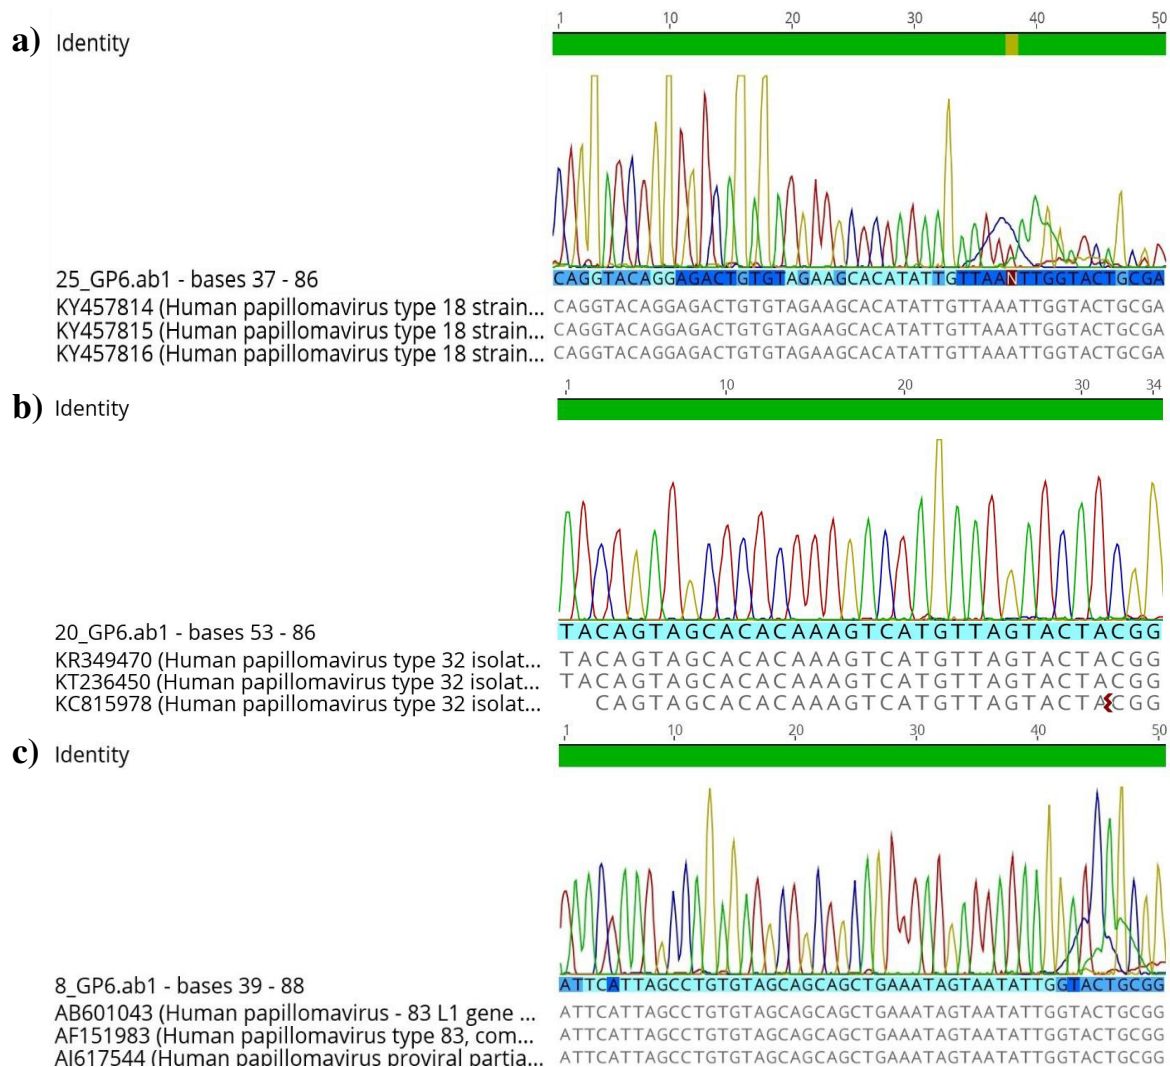 1 10 20 30 40 50
a) Identity
25_GP6.ab1 - bases 37 - 86 CAGGTACAGGAGACTGTGTAGAAGCACATATTGTTAANTTGGTACTGCGA
KY457814 (Human papillomavirus type 18 strain... CAGGTACAGGAGACTGTGTAGAAGCACATATTGTTAAATTGGTACTGCGA
KY457815 (Human papillomavirus type 18 strain... CAGGTACAGGAGACTGTGTAGAAGCACATATTGTTAAATTGGTACTGCGA
KY457816 (Human papillomavirus type 18 strain... CAGGTACAGGAGACTGTGTAGAAGCACATATTGTTAAATTGGTACTGCGA
1 10 20 30 34
b) Identity
20_GP6.ab1 - bases 53 - 86 TACAGTAGCACACAAAGTCATGTTAGTACTACGG
KR349470 (Human papillomavirus type 32 isolat... TACAGTAGCACACAAAGTCATGTTAGTACTACGG
KT236450 (Human papillomavirus type 32 isolat... TACAGTAGCACACAAAGTCATGTTAGTACTACGG
KC815978 (Human papillomavirus type 32 isolat... CAGTAGCACACAAAGTCATGTTAGTACTACGG
1 10 20 30 40 50
c) Identity
8_GP6.ab1 - bases 39 - 88 ATTCATTAGCCTGTGTAGCAGCAGCTGAAATAGTAATATTGGTACTGCGG
AB601043 (Human papillomavirus - 83 L1 gene ... ATTCATTAGCCTGTGTAGCAGCAGCTGAAATAGTAATATTGGTACTGCGG
AF151983 (Human papillomavirus type 83, com... ATTCATTAGCCTGTGTAGCAGCAGCTGAAATAGTAATATTGGTACTGCGG
AJ617544 (Human papillomavirus proviral partia... ATTCATTAGCCTGTGTAGCAGCAGCTGAAATAGTAATATTGGTACTGCGG